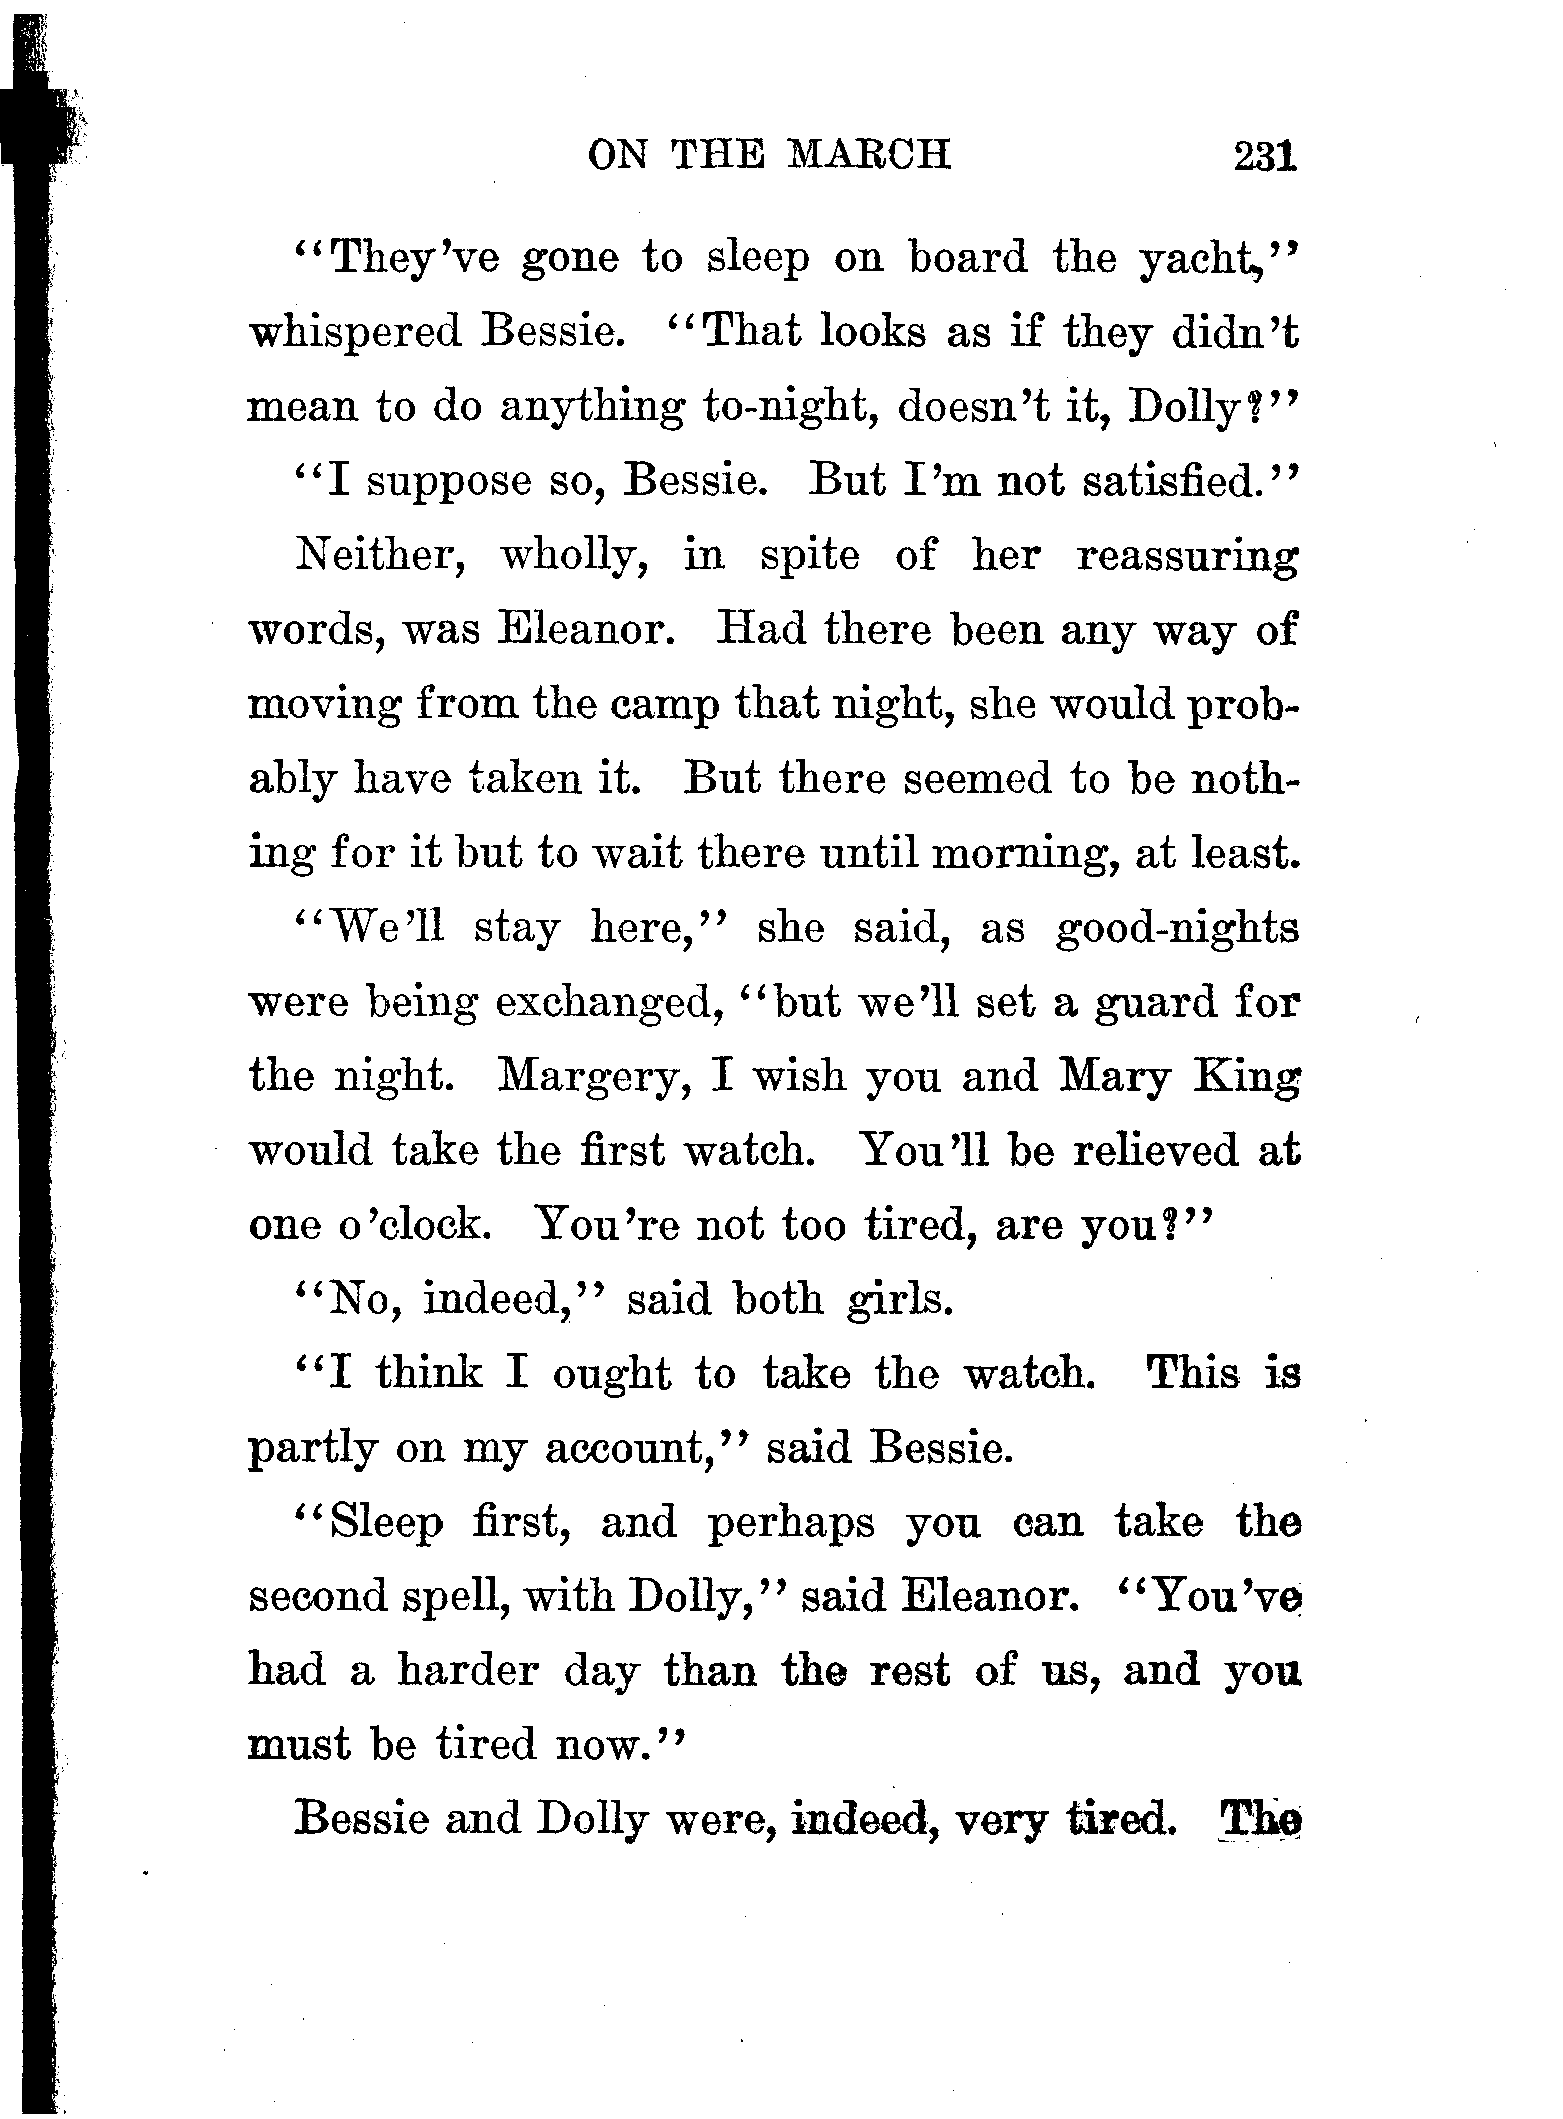 ON THE MARCH 231
"They've gone to sleep on board the yacht,"
whispered Bessie. "That looks as if they didn't
mean to do anything to-night, doesn't it, Dolly?"
"I suppose so, Bessie. But I'm not satisfied."
Neither, wholly, in spite of her reassuring
words, was Eleanor. Had there been any way of
moving from the camp that night, she would prob-
ably have taken it. But there seemed to be noth-
ing for it but to wait there until morning, at least.
"We'll stay here," she said, as good-nights
were being exchanged, "but we'll set a guard for
the night. Margery, I wish you and Mary King
would take the first watch. You'll be relieved at
one o'clock. You're not too tired, are you?"
"No, indeed," said both girls.
"I think I ought to take the watch. This is
partly on my account," said Bessie.
"Sleep first, and perhaps you can take the
second spell, with Dolly," said Eleanor. "You've
had a harder day than the rest of us, and you
must be tired now."
Bessie and Dolly were, indeed, very tired. The